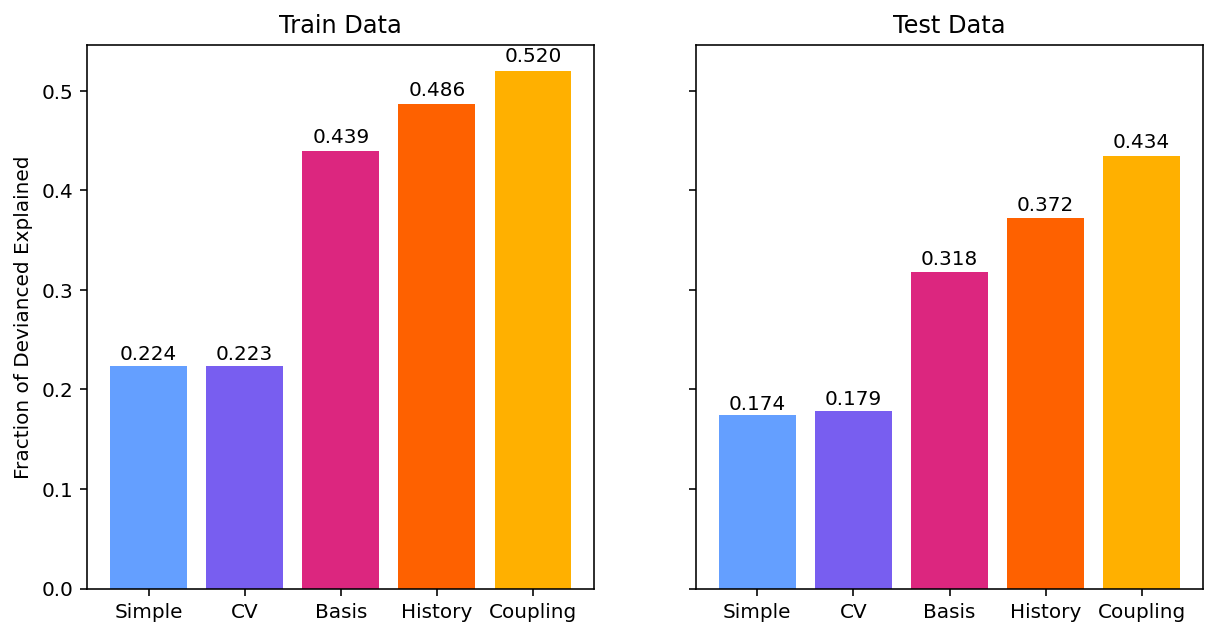 Train Data
Fraction of Devianced Explained
0.5
0.4
0.3
0.2
0.1
0.0
0.224
0.223
0.439
0.486
0.520
Simple
CV
Basis
History
Coupling
Test Data
0.174
0.179
0.318
0.372
0.434
Simple
CV
Basis
History
Coupling